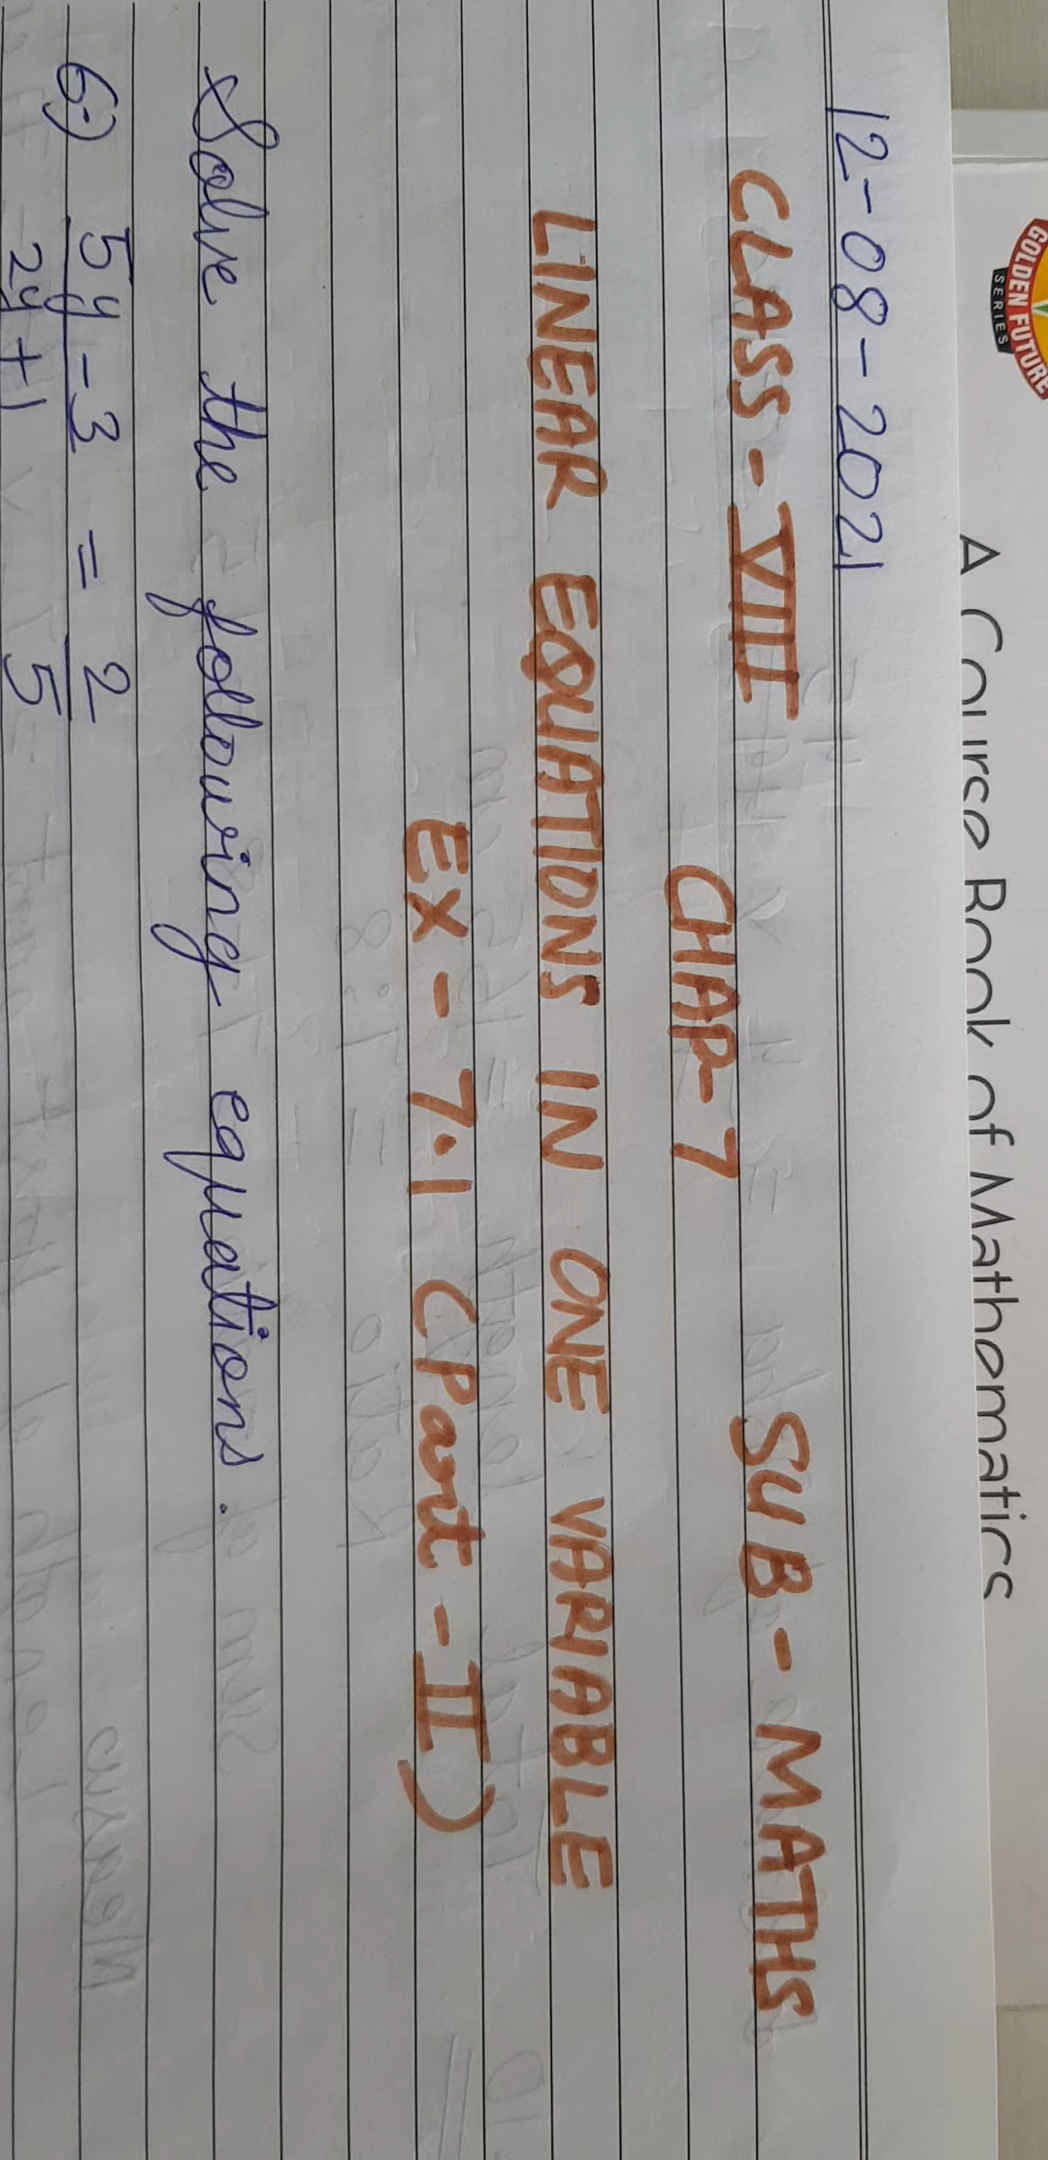 GOLDEN FUTURE
SERIES
A Course Book of Mathematics
12-08-2021
CLASS-VIII SUB-MATHS
CHAP-7
LINEAR EQUATIONS IN ONE VARIABLE
EX-7.1 (Part-II)
Solve the following equations.
6-) 5y-3 = 2
2y+1 5